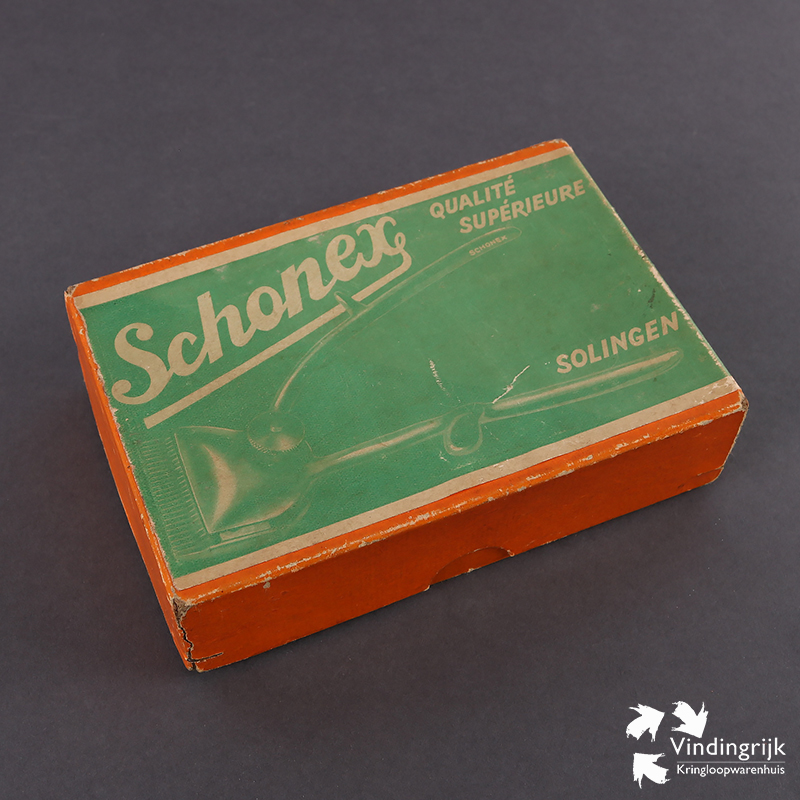 Schonex
QUALITÉ
SUPÉRIEURE
SCHONEX
SOLINGEN
Vindingrijk
Kringloopwarenhuis